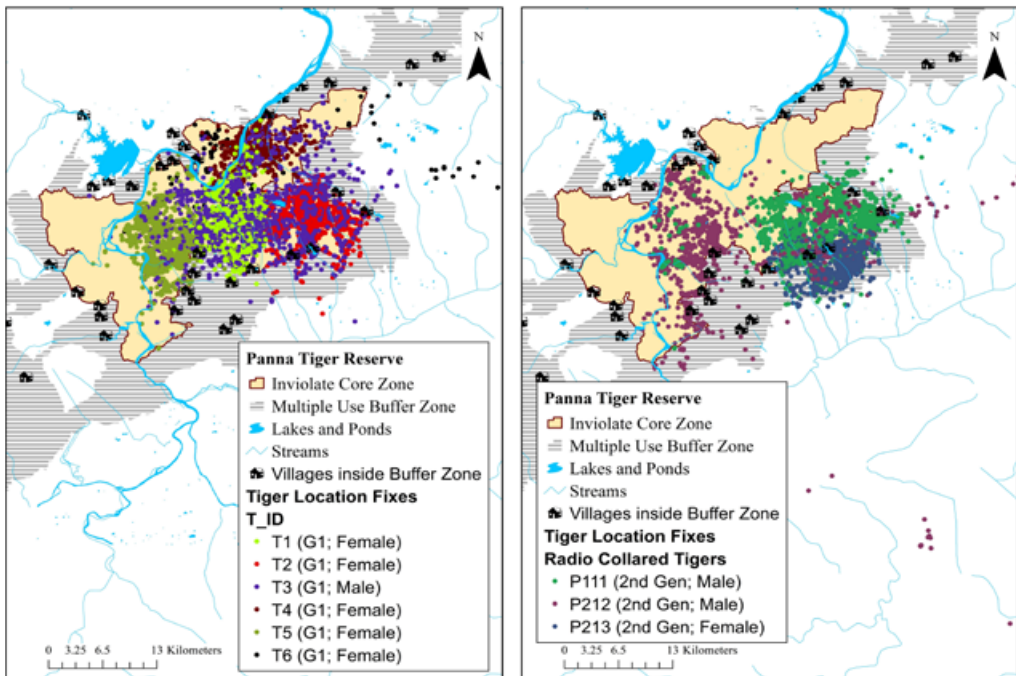 N
Panna Tiger Reserve
Inviolate Core Zone
Multiple Use Buffer Zone
Lakes and Ponds
Streams
Villages inside Buffer Zone
Tiger Location Fixes
T_ID
T1 (G1; Female)
T2 (G1; Female)
T3 (G1; Male)
T4 (G1; Female)
T5 (G1; Female)
T6 (G1; Female)
0 3.25 6.5 13 Kilometers
N
Panna Tiger Reserve
Inviolate Core Zone
Multiple Use Buffer Zone
Lakes and Ponds
Streams
Villages inside Buffer Zone
Tiger Location Fixes
Radio Collared Tigers
P111 (2nd Gen; Male)
P212 (2nd Gen; Male)
P213 (2nd Gen; Female)
0 3.25 6.5 13 Kilometers